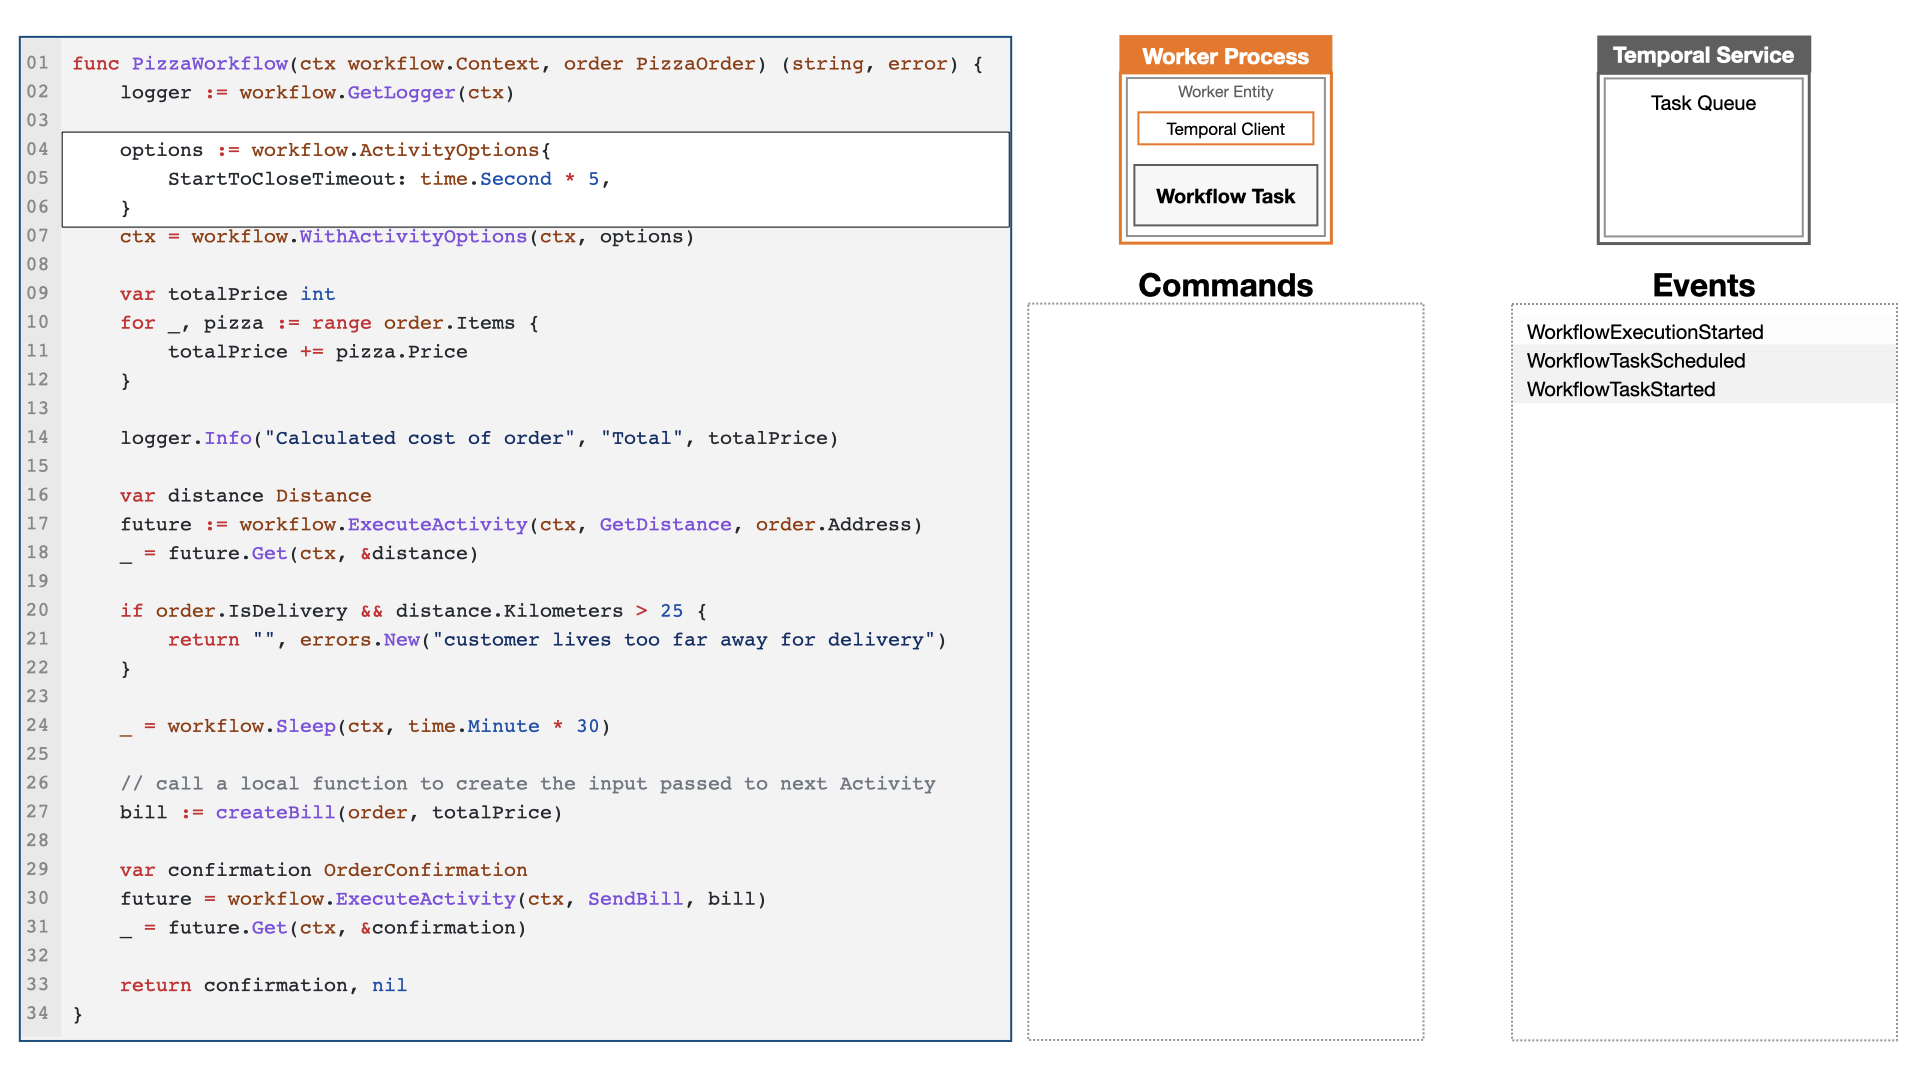 01 func PizzaWorkflow(ctx workflow.Context, order PizzaOrder) (string, error) {
02     logger := workflow.GetLogger(ctx)
03
04     options := workflow.ActivityOptions{
05         StartToCloseTimeout: time.Second * 5,
06     }
07     ctx = workflow.WithActivityOptions(ctx, options)
08
09     var totalPrice int
10     for _, pizza := range order.Items {
11         totalPrice += pizza.Price
12     }
13
14     logger.Info("Calculated cost of order", "Total", totalPrice)
15
16     var distance Distance
17     future := workflow.ExecuteActivity(ctx, GetDistance, order.Address)
18     _ = future.Get(ctx, &distance)
19
20     if order.IsDelivery && distance.Kilometers > 25 {
21         return "", errors.New("customer lives too far away for delivery")
22     }
23
24     _ = workflow.Sleep(ctx, time.Minute * 30)
25
26     // call a local function to create the input passed to next Activity
27     bill := createBill(order, totalPrice)
28
29     var confirmation OrderConfirmation
30     future = workflow.ExecuteActivity(ctx, SendBill, bill)
31     _ = future.Get(ctx, &confirmation)
32
33     return confirmation, nil
34 }
Worker Process
Worker Entity
Temporal Client
Workflow Task
Commands
Temporal Service
Task Queue
Events
WorkflowExecutionStarted
WorkflowTaskScheduled
WorkflowTaskStarted